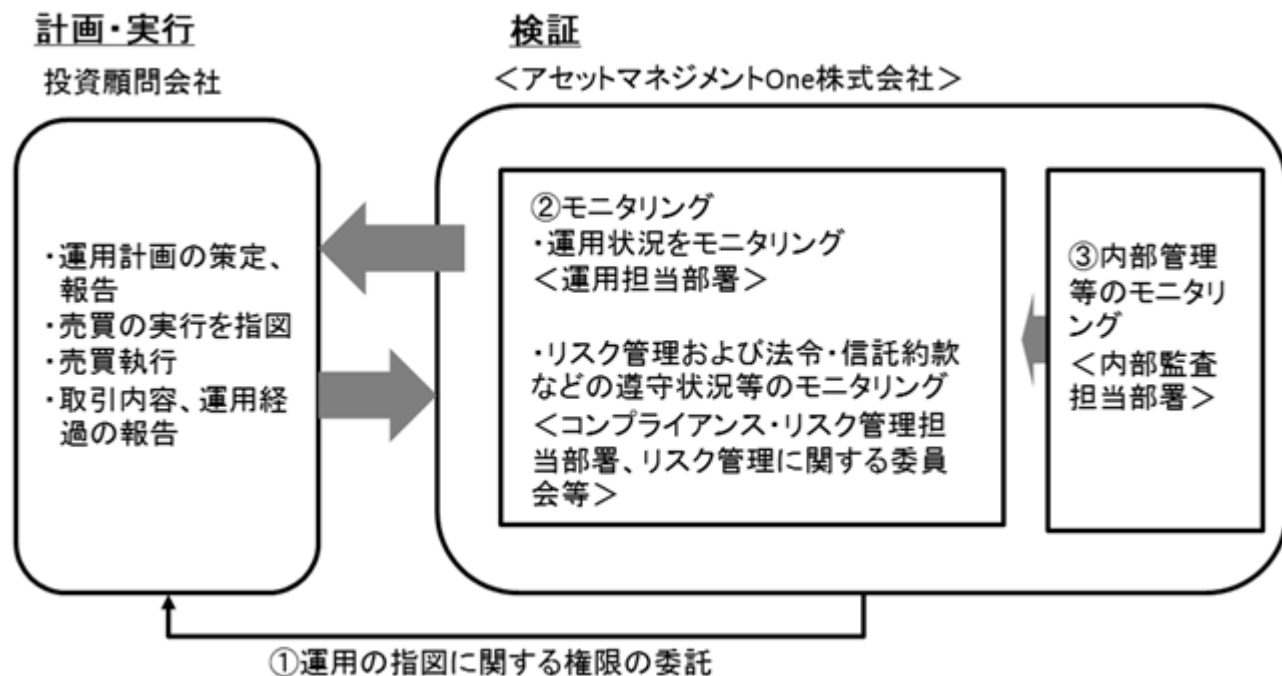 計画・実行
投資顧問会社
・運用計画の策定、
報告
・売買の実行を指図
・売買執行
・取引内容、運用経
過の報告
検証
＜アセットマネジメントOne株式会社＞
②モニタリング
・運用状況をモニタリング
＜運用担当部署＞
・リスク管理および法令・信託約款
などの遵守状況等のモニタリング
＜コンプライアンス・リスク管理担
当部署、リスク管理に関する委員
会等＞
③内部管理
等のモニタリ
ング
＜内部監査
担当部署＞
①運用の指図に関する権限の委託